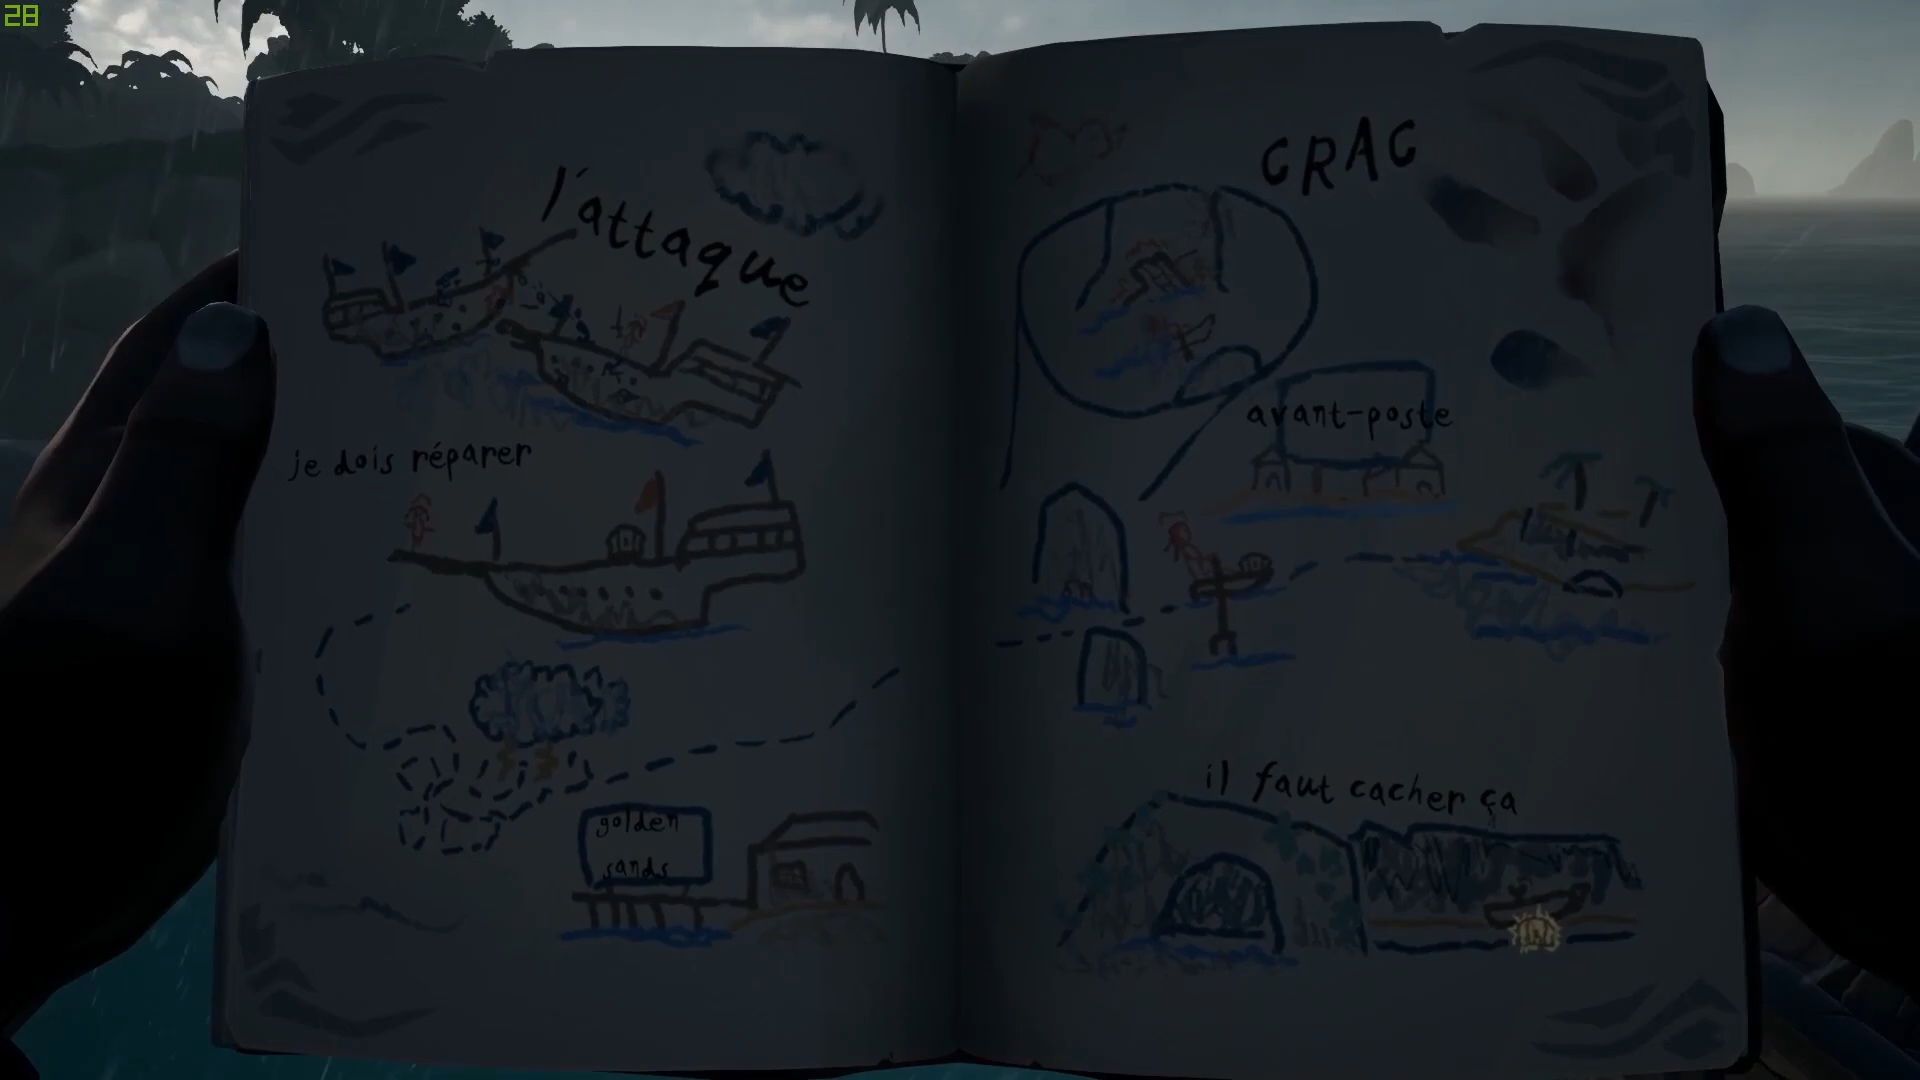 28
l'attaque
je dois réparer
golden
sands
CRAC
avant-poste
il faut cacher ça